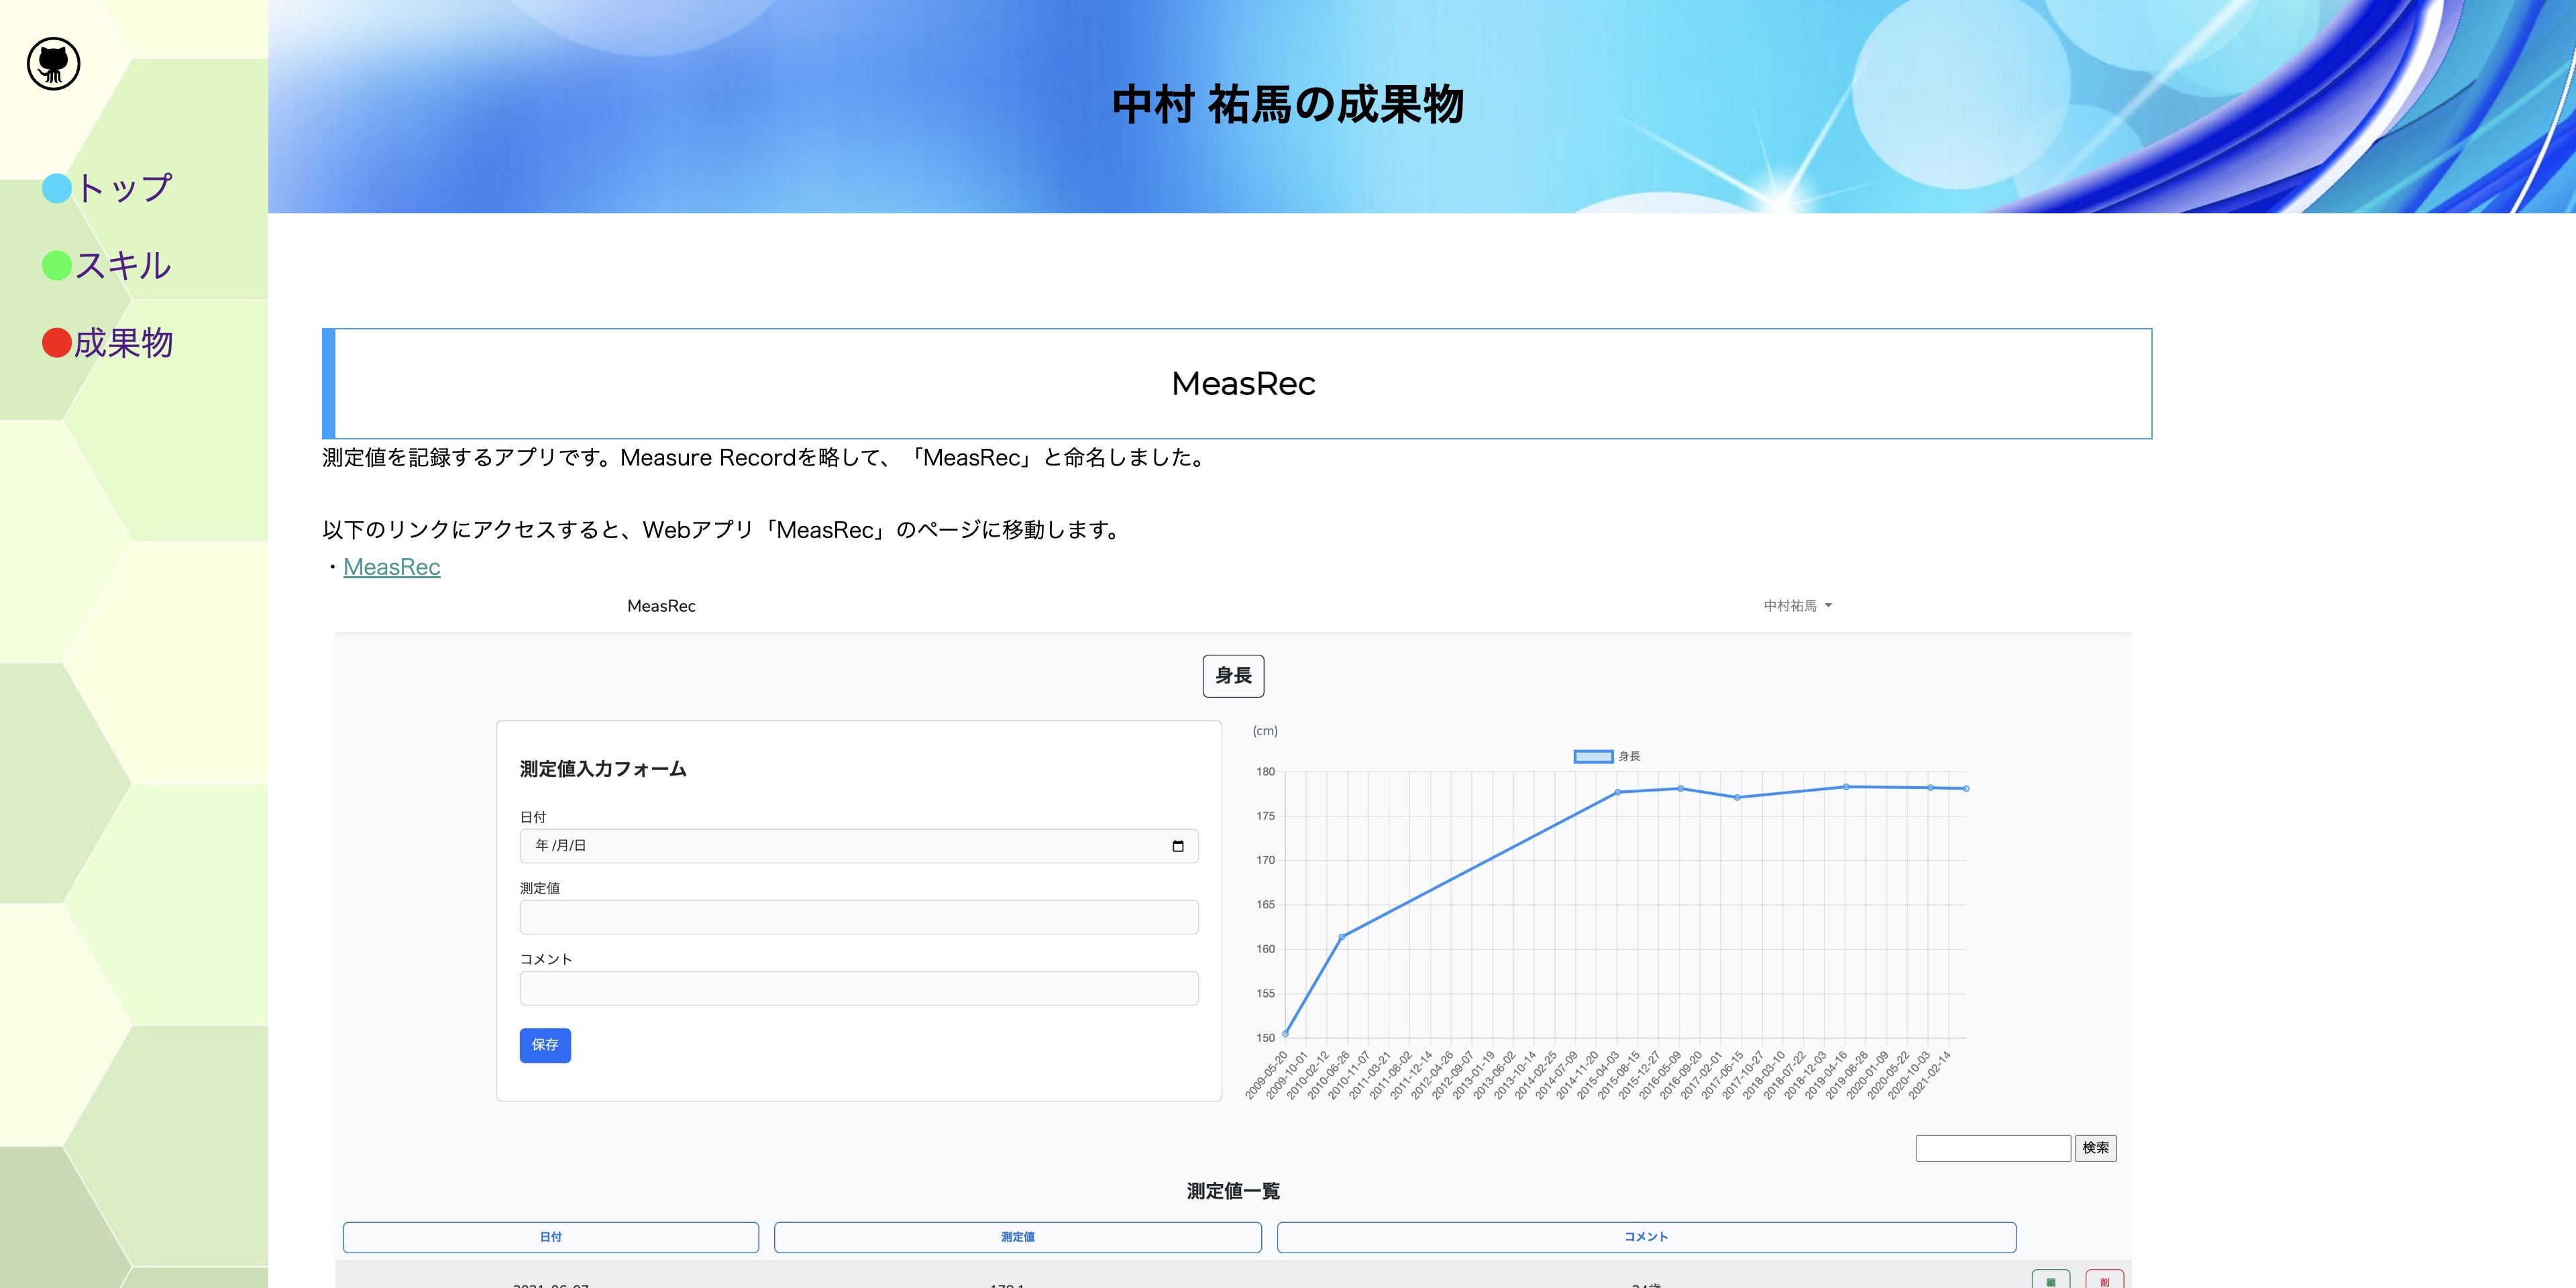 中村 祐馬の成果物
トップ
スキル
成果物
MeasRec
測定値を記録するアプリです。Measure Recordを略して、「MeasRec」と命名しました。
以下のリンクにアクセスすると、Webアプリ「MeasRec」のページに移動します。
・MeasRec
MeasRec
中村祐馬
身長
測定値入力フォーム
日付
年 /月/日
測定値
コメント
保存
(cm)
身長
180
175
170
165
160
155
150
2009-05-20
2009-10-01
2010-02-12
2010-06-26
2010-11-07
2011-03-21
2011-08-02
2011-12-14
2012-04-26
2012-09-07
2013-01-19
2013-06-02
2013-10-14
2014-02-25
2014-07-09
2014-11-20
2015-04-03
2015-08-15
2015-12-27
2016-05-09
2016-09-20
2017-02-01
2017-06-15
2017-10-27
2018-03-10
2018-07-22
2018-12-03
2019-04-16
2019-08-28
2020-01-09
2020-05-22
2020-10-03
2021-02-14
検索
測定値一覧
日付 測定値 コメント